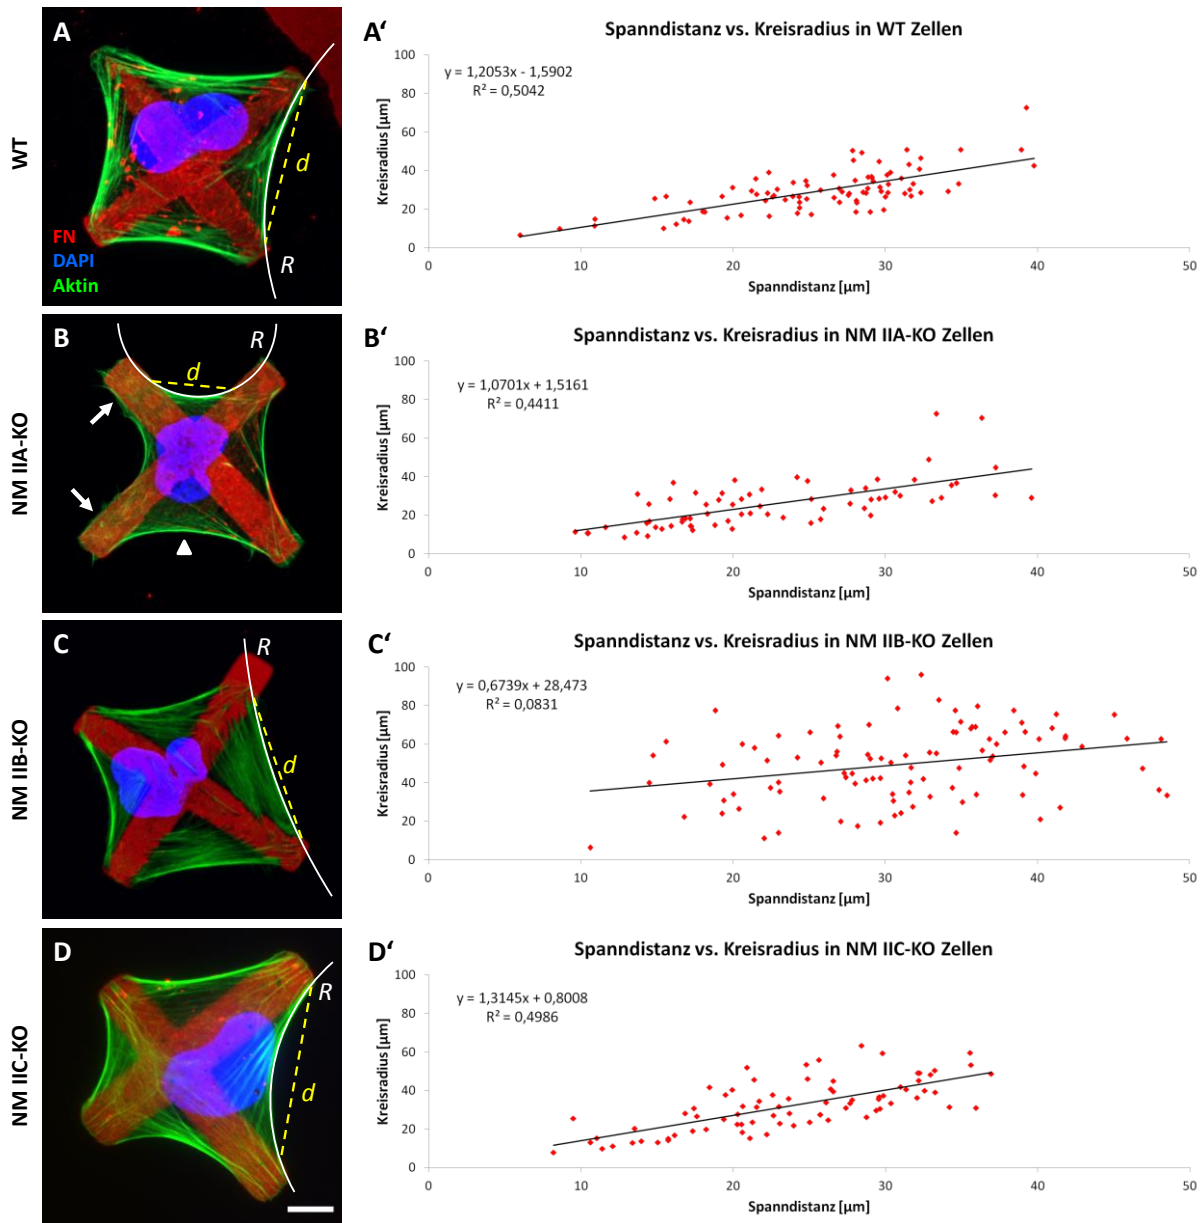 WT
A
d
R
FN
DAPI
Aktin
A'
Spanndistanz vs. Kreisradius in WT Zellen
y = 1,2053x - 1,5902
R² = 0,5042
Kreisradius [µm]
100
80
60
40
20
0
0 10 20 30 40 50
Spanndistanz [µm]
NM IIA-KO
B
R
d
B'
Spanndistanz vs. Kreisradius in NM IIA-KO Zellen
y = 1,0701x + 1,5161
R² = 0,4411
Kreisradius [µm]
100
80
60
40
20
0
0 10 20 30 40 50
Spanndistanz [µm]
NM IIB-KO
C
R
d
C'
Spanndistanz vs. Kreisradius in NM IIB-KO Zellen
y = 0,6739x + 28,473
R² = 0,0831
Kreisradius [µm]
100
80
60
40
20
0
0 10 20 30 40 50
Spanndistanz [µm]
NM IIC-KO
D
R
d
D'
Spanndistanz vs. Kreisradius in NM IIC-KO Zellen
y = 1,3145x + 0,8008
R² = 0,4986
Kreisradius [µm]
100
80
60
40
20
0
0 10 20 30 40 50
Spanndistanz [µm]